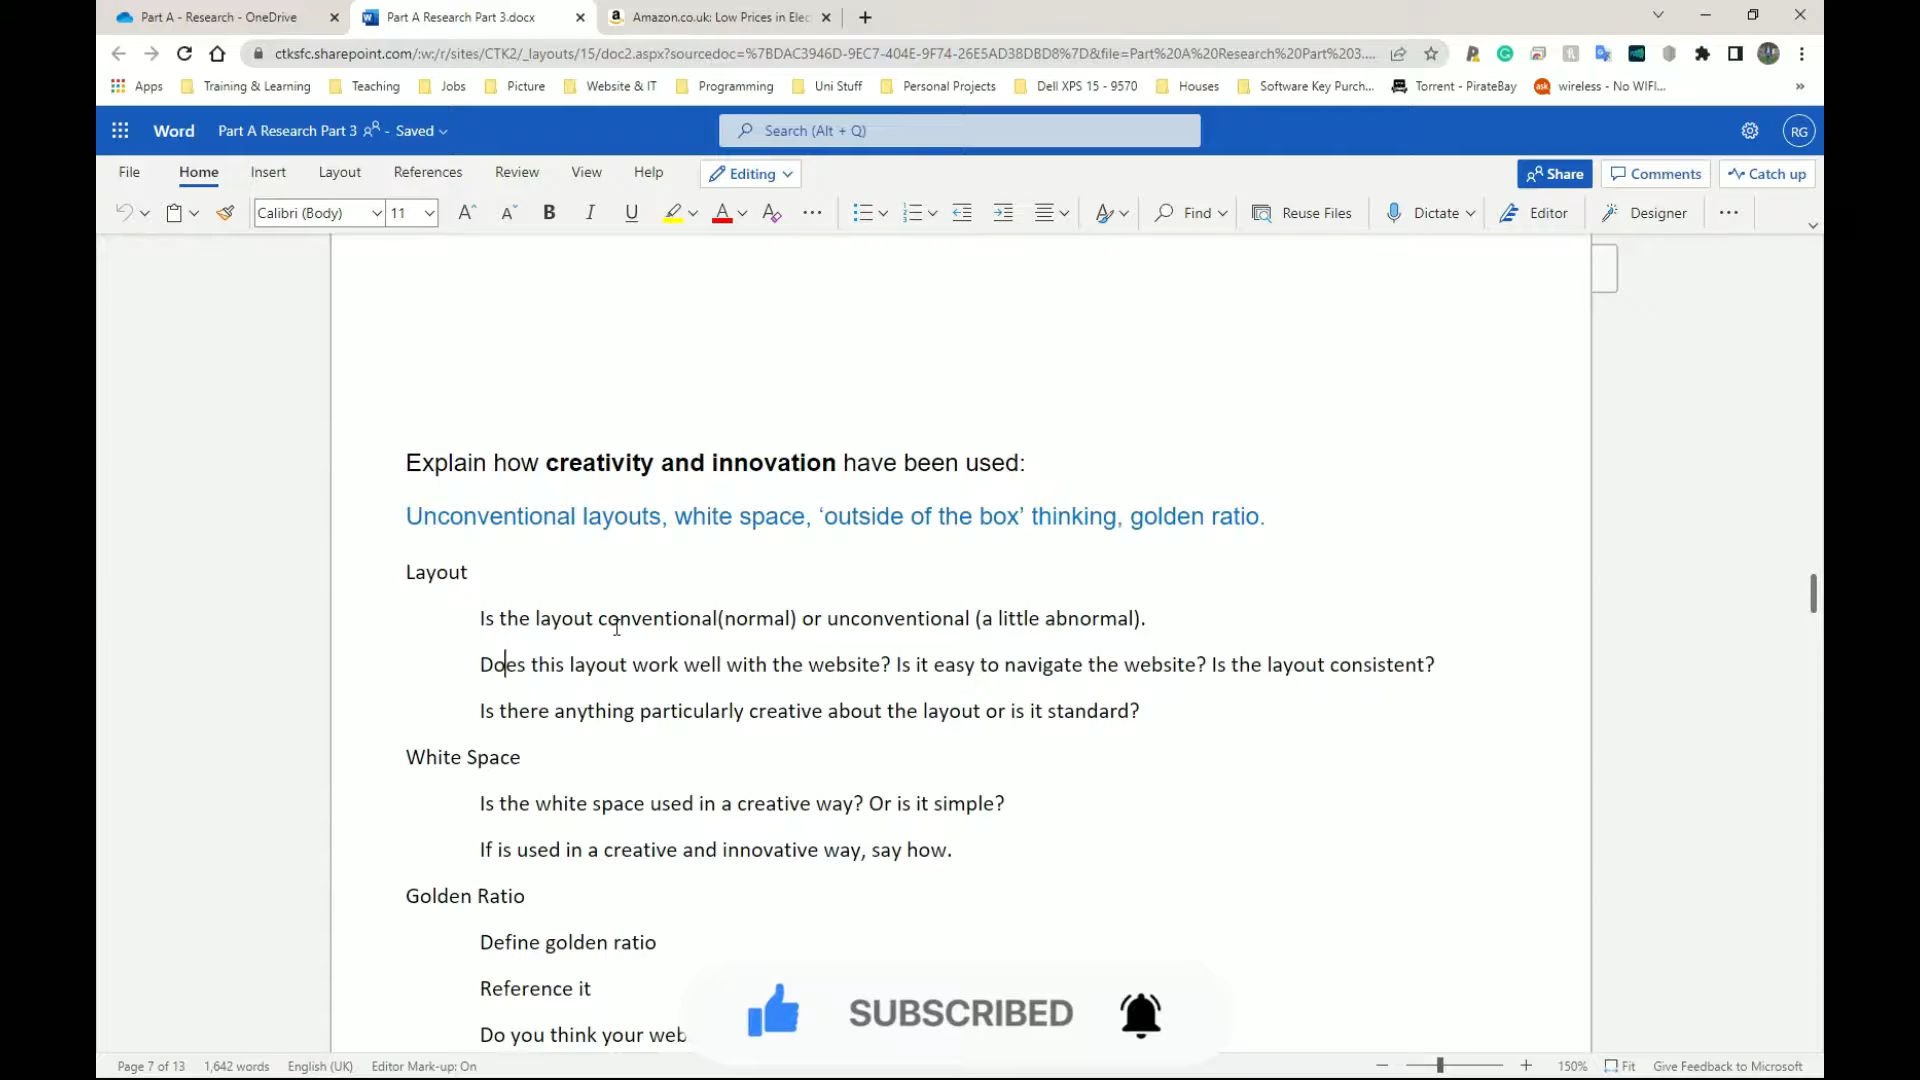 Part A - Research - OneDrive
Part A Research Part 3.docx
Amazon.co.uk: Low Prices in Elec
ctksfc.sharepoint.com/:w:/r/sites/CTK2/_layouts/15/doc2.aspx?sourcedoc=%7BDAC3946D-9EC7-404E-9F74-26E5AD38DBD8%7D&file=Part%20A%20Research%20Part%203....
Apps
Training & Learning
Teaching
Jobs
Picture
Website & IT
Programming
Uni Stuff
Personal Projects
Dell XPS 15 - 9570
Houses
Software Key Purch...
Torrent - PirateBay
ask
wireless - No WIFI...
Word
Part A Research Part 3
- Saved
Search (Alt + Q)
RG
File
Home
Insert
Layout
References
Review
View
Help
Editing
Share
Comments
Catch up
Calibri (Body)
11
Find
Reuse Files
Dictate
Editor
Designer
Explain how creativity and innovation have been used:
Unconventional layouts, white space, ‘outside of the box’ thinking, golden ratio.
Layout
Is the layout conventional(normal) or unconventional (a little abnormal).
Does this layout work well with the website? Is it easy to navigate the website? Is the layout consistent?
Is there anything particularly creative about the layout or is it standard?
White Space
Is the white space used in a creative way? Or is it simple?
If is used in a creative and innovative way, say how.
Golden Ratio
Define golden ratio
Reference it
Do you think your web
SUBSCRIBED
Page 7 of 13
1,642 words
English (UK)
Editor Mark-up: On
150%
Fit
Give Feedback to Microsoft